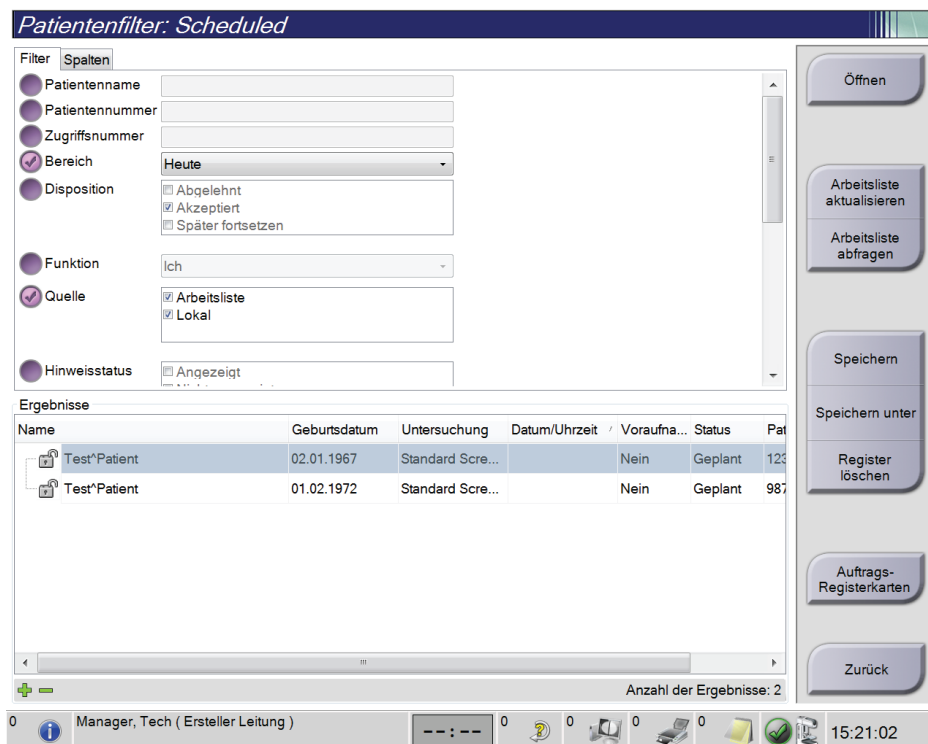 Patientenfilter: Scheduled
Filter Spalten
Patientenname
Patientennummer
Zugriffsnummer
Bereich Heute
Disposition Abgelehnt
Akzeptiert
Später fortsetzen
Funktion Ich
Quelle Arbeitsliste
Lokal
Hinweisstatus Angezeigt
Ergebnisse
Name Geburtsdatum Untersuchung Datum/Uhrzeit Voraufna... Status Pat
Test^Patient 02.01.1967 Standard Scre... Nein Geplant 123
Test^Patient 01.02.1972 Standard Scre... Nein Geplant 987
Anzahl der Ergebnisse: 2
Öffnen
Arbeitsliste
aktualisieren
Arbeitsliste
abfragen
Speichern
Speichern unter
Register
löschen
Auftrags-
Registerkarten
Zurück
0 Manager, Tech ( Ersteller Leitung ) --:-- 0 0 0 0 15:21:02